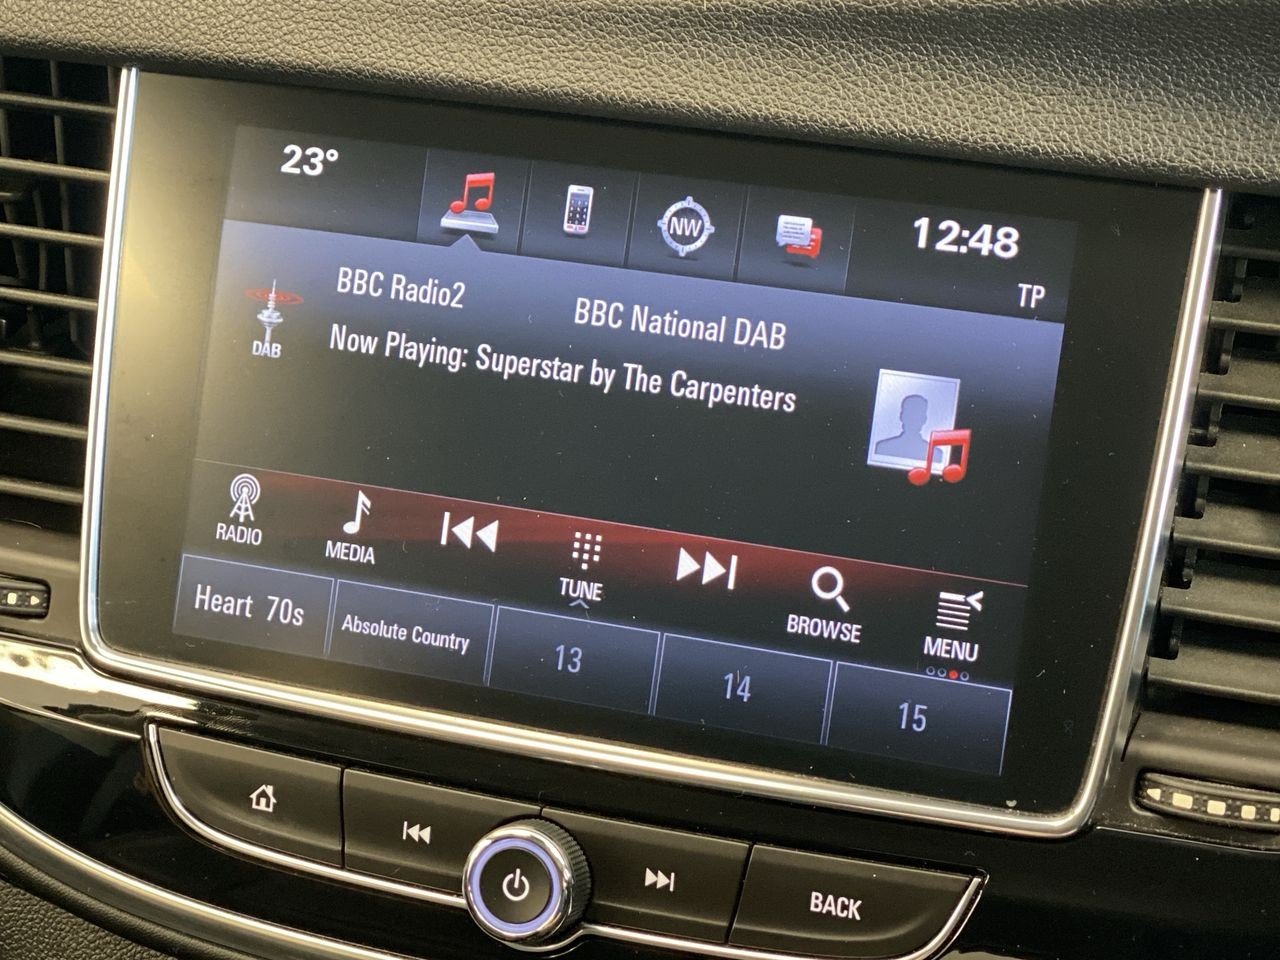 23°
NW
12:48
TP
DAB
BBC Radio2
BBC National DAB
Now Playing: Superstar by The Carpenters
RADIO
MEDIA
TUNE
BROWSE
MENU
Heart 70s
Absolute Country
13
14
15
BACK